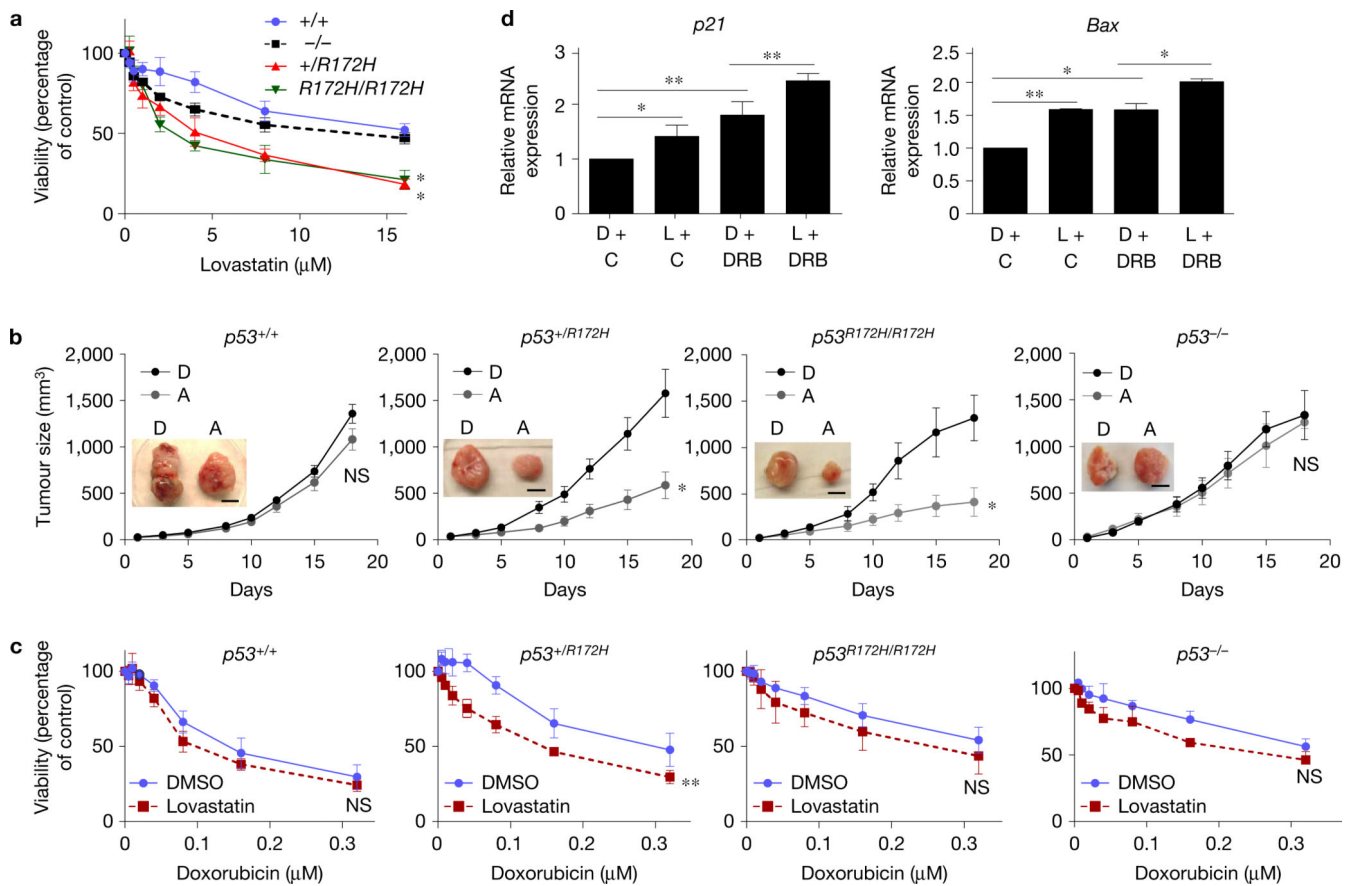 a
+/+
–/–
+/R172H
R172H/R172H
Viability (percentage
of control)
100
50
0
0
5
10
15
*
*
Lovastatin (μM)
d
p21
Relative mRNA
expression
3
2
1
0
*
**
**
D +
C
L +
C
D +
DRB
L +
DRB
Bax
Relative mRNA
expression
2.5
2.0
1.5
1.0
0.5
0
**
*
*
D +
C
L +
C
D +
DRB
L +
DRB
b
p53+/+
Tumour size (mm3)
2,000
1,500
1,000
500
0
D
A
D A
NS
0 5 10 15 20
Days
p53+/R172H
2,000
1,500
1,000
500
0
D
A
D A
*
0 5 10 15 20
Days
p53R172H/R172H
2,000
1,500
1,000
500
0
D
A
D A
*
0 5 10 15 20
Days
p53–/–
2,000
1,500
1,000
500
0
D
A
D A
NS
0 5 10 15 20
Days
c
p53+/+
Viability (percentage
of control)
100
50
0
DMSO
Lovastatin
NS
0 0.1 0.2 0.3
Doxorubicin (μM)
p53+/R172H
100
50
0
DMSO
Lovastatin
**
0 0.1 0.2 0.3
Doxorubicin (μM)
p53R172H/R172H
100
50
0
DMSO
Lovastatin
NS
0 0.1 0.2 0.3
Doxorubicin (μM)
p53–/–
100
50
0
DMSO
Lovastatin
NS
0 0.1 0.2 0.3
Doxorubicin (μM)